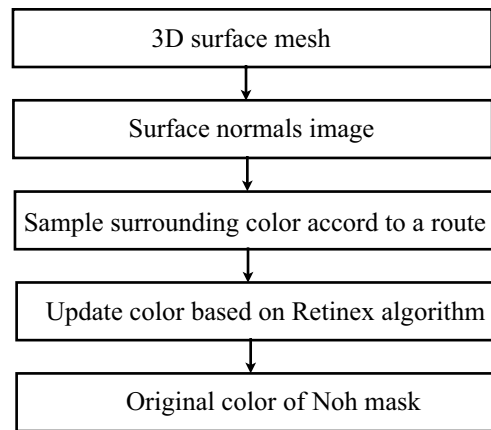 3D surface mesh
Surface normals image
Sample surrounding color accord to a route
Update color based on Retinex algorithm
Original color of Noh mask